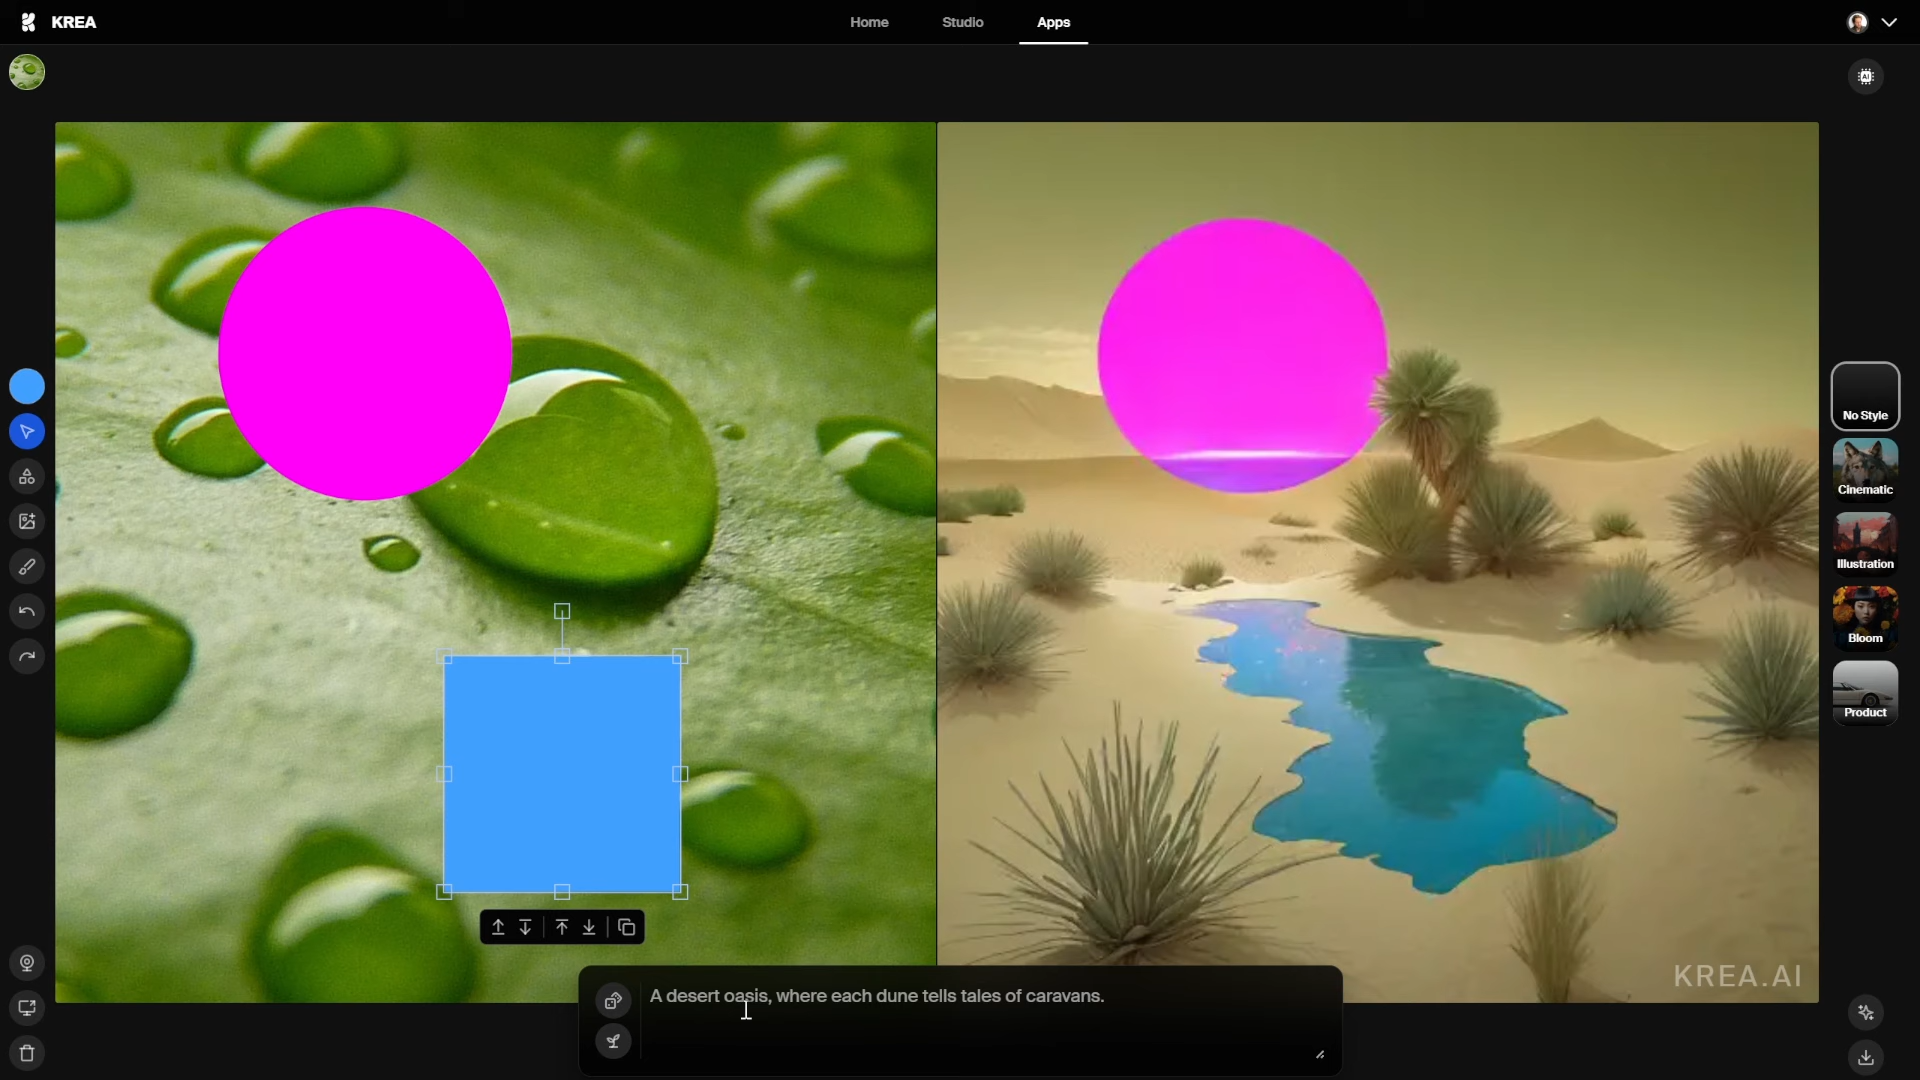 KREA
Home
Studio
Apps
AI
No Style
Cinematic
Illustration
Bloom
Product
KREA.AI
A desert oasis, where each dune tells tales of caravans.